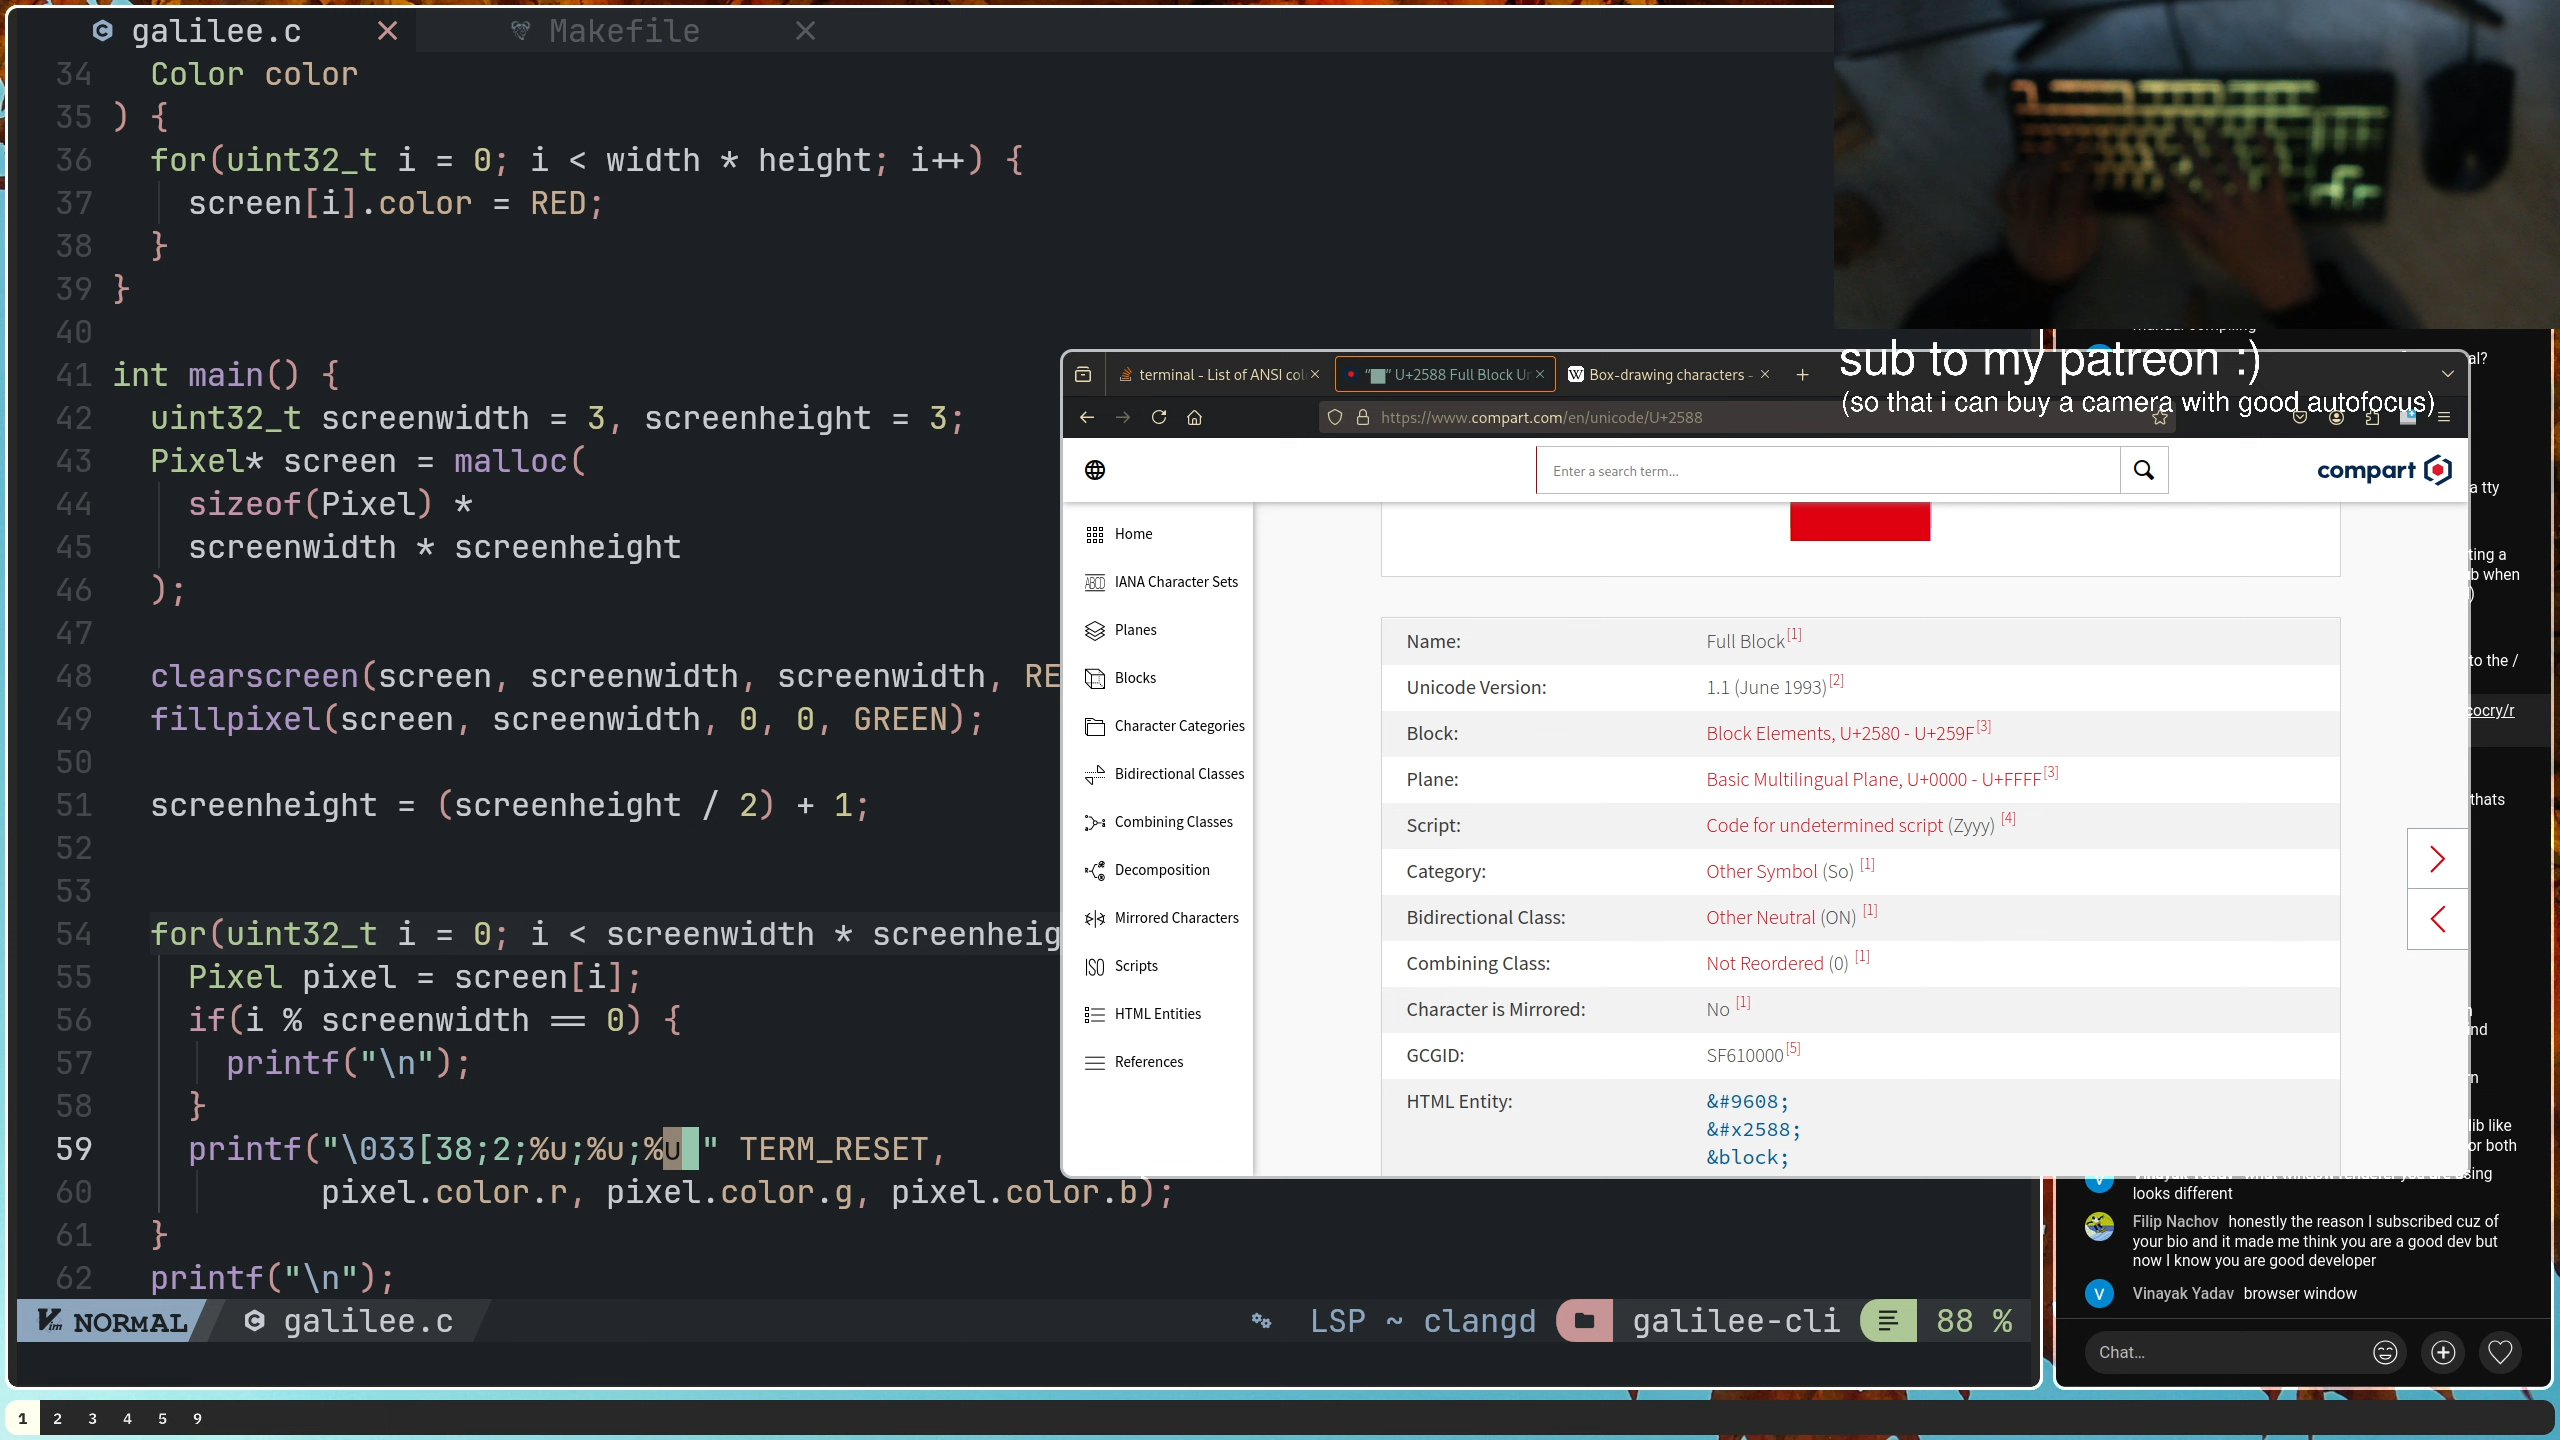 galilee.c
Makefile
34 Color color
35 ) {
36 for(uint32_t i = 0; i < width * height; i++) {
37 screen[i].color = RED;
38 }
39 }
40
41 int main() {
42 uint32_t screenwidth = 3, screenheight = 3;
43 Pixel* screen = malloc(
44 sizeof(Pixel) *
45 screenwidth * screenheight
46 );
47
48 clearscreen(screen, screenwidth, screenwidth, RE
49 fillpixel(screen, screenwidth, 0, 0, GREEN);
50
51 screenheight = (screenheight / 2) + 1;
52
53
54 for(uint32_t i = 0; i < screenwidth * screenheig
55 Pixel pixel = screen[i];
56 if(i % screenwidth == 0) {
57 printf("\n");
58 }
59 printf("\033[38;2;%u;%u;%u█" TERM_RESET,
60 pixel.color.r, pixel.color.g, pixel.color.b);
61 }
62 printf("\n");
NORMAL galilee.c LSP ~ clangd galilee-cli 88 %
1 2 3 4 5 9
sub to my patreon :)
(so that i can buy a camera with good autofocus)
terminal - List of ANSI col
"█" U+2588 Full Block Un
Box-drawing characters -
https://www.compart.com/en/unicode/U+2588
Enter a search term...
compart
Home
IANA Character Sets
Planes
Blocks
Character Categories
Bidirectional Classes
Combining Classes
Decomposition
Mirrored Characters
Scripts
HTML Entities
References
Name: Full Block[1]
Unicode Version: 1.1 (June 1993)[2]
Block: Block Elements, U+2580 - U+259F[3]
Plane: Basic Multilingual Plane, U+0000 - U+FFFF[3]
Script: Code for undetermined script (Zyyy) [4]
Category: Other Symbol (So) [1]
Bidirectional Class: Other Neutral (ON) [1]
Combining Class: Not Reordered (0) [1]
Character is Mirrored: No [1]
GCGID: SF610000[5]
HTML Entity: &#9608;
&#x2588;
&block;
al?
a tty
ting a
b when
to the /
cocry/r
thats
lib like
or both
looks different
Filip Nachov honestly the reason I subscribed cuz of
your bio and it made me think you are a good dev but
now I know you are good developer
Vinayak Yadav browser window
Chat...